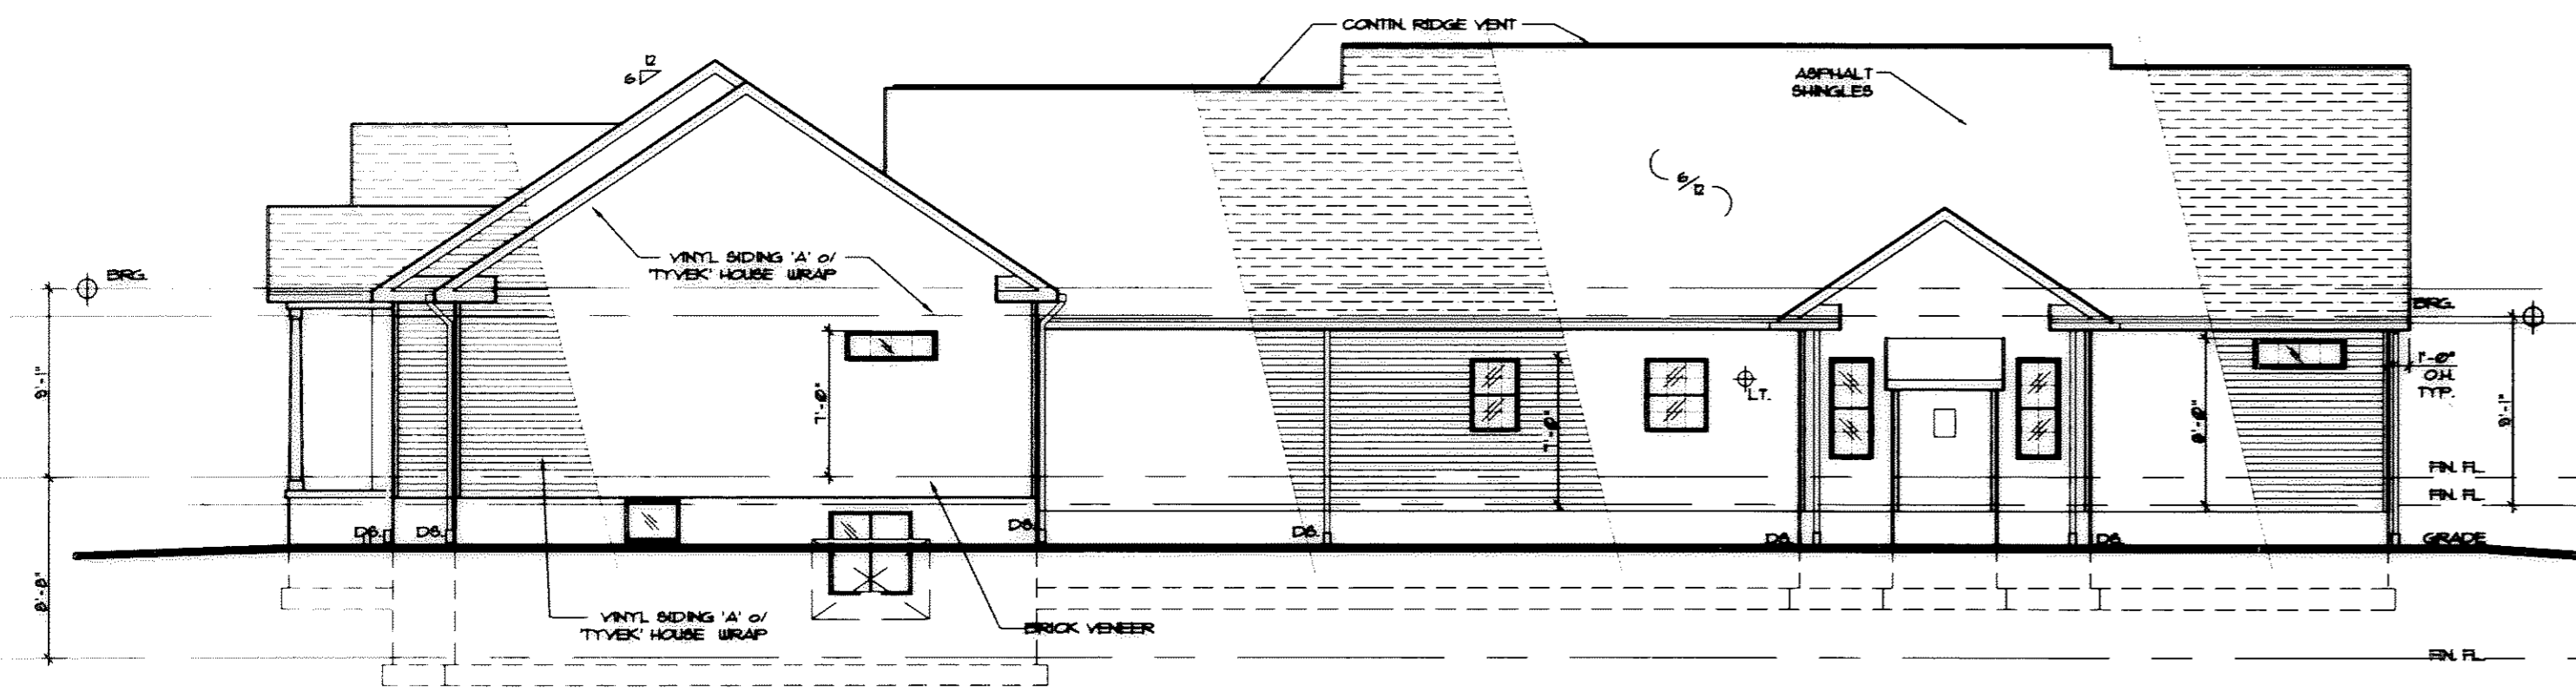 CONTIN. RIDGE VENT
12
6
ASPHALT
SHINGLES
6/12
VINYL SIDING 'A' o/
'TYVEK' HOUSE WRAP
BRG.
BRG.
9'-1"
7'-0"
7'-0"
LT.
8'-0"
1'-0"
O.H.
TYP.
9'-1"
FIN. FL.
FIN. FL.
DS.
DS.
DS.
DS.
DS.
DS.
GRADE
8'-8"
VINYL SIDING 'A' o/
'TYVEK' HOUSE WRAP
BRICK VENEER
FIN. FL.